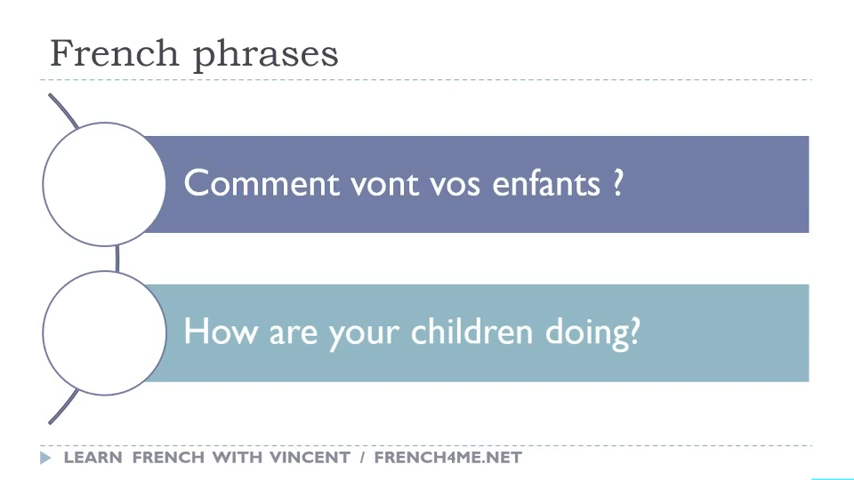 French phrases
Comment vont vos enfants ?
How are your children doing?
LEARN FRENCH WITH VINCENT / FRENCH4ME.NET